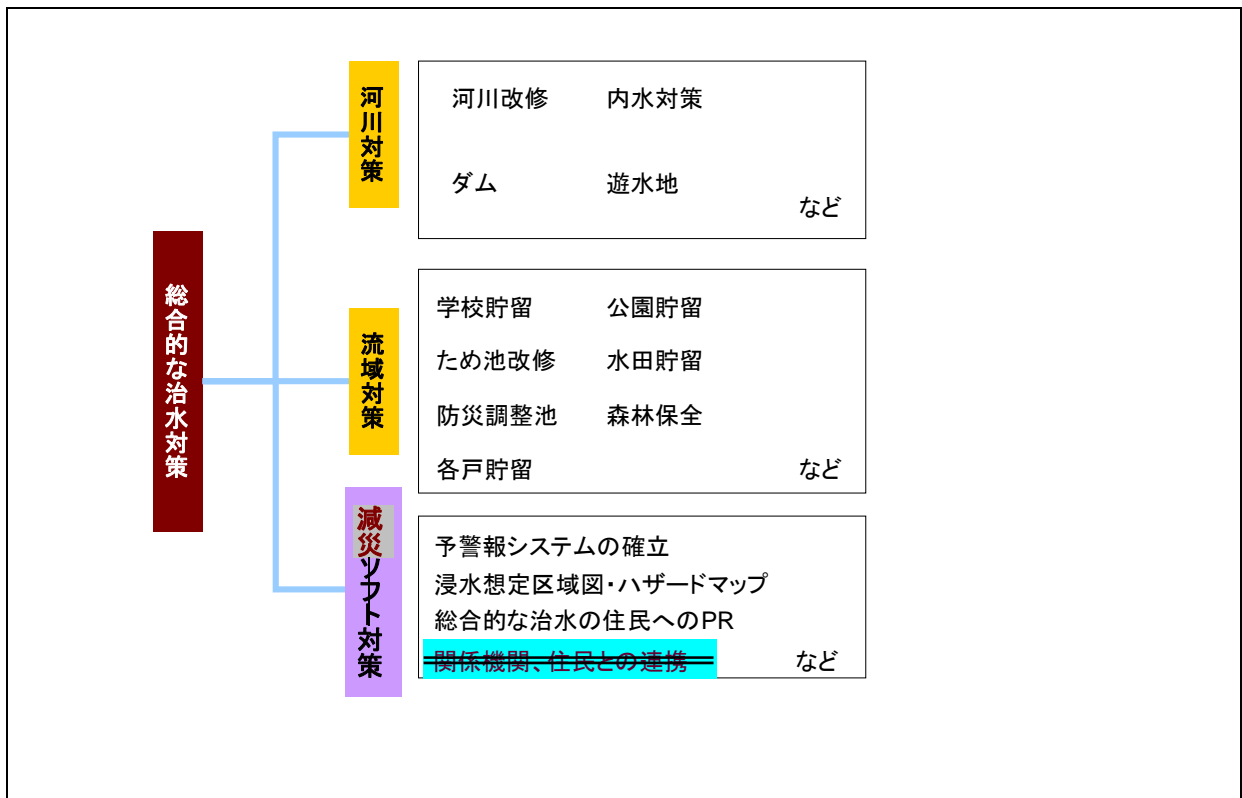 総合的な治水対策
河川対策
河川改修 内水対策
ダム 遊水地
など
流域対策
学校貯留 公園貯留
ため池改修 水田貯留
防災調整池 森林保全
各戸貯留 など
減災ソフト対策
予警報システムの確立
浸水想定区域図・ハザードマップ
総合的な治水の住民へのPR
関係機関、住民との連携 など